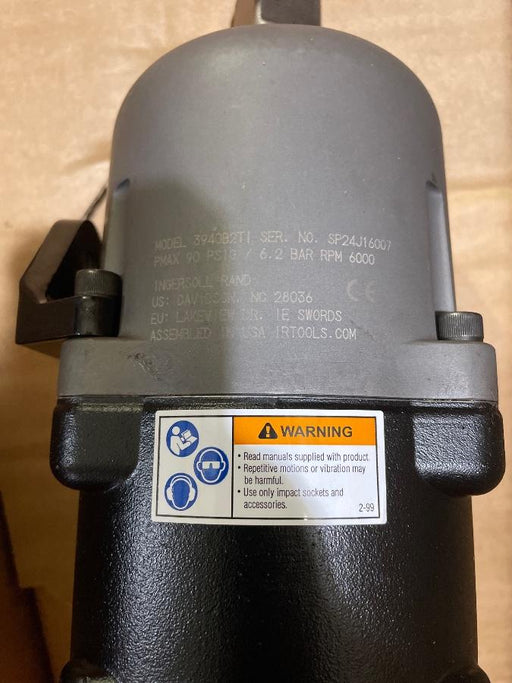 MODEL 3940B2TI SER. NO. SP24J16007
PMAX 90 PSIG / 6.2 BAR RPM 6000
INGERSOLL RAND
US: DAVIDSON, NC 28036
CE
EU: LAKEVIEW DR. IE SWORDS
ASSEMBLED IN USA IRTOOLS.COM
WARNING
• Read manuals supplied with product.
• Repetitive motions or vibration may
be harmful.
• Use only impact sockets and
accessories.
2-99